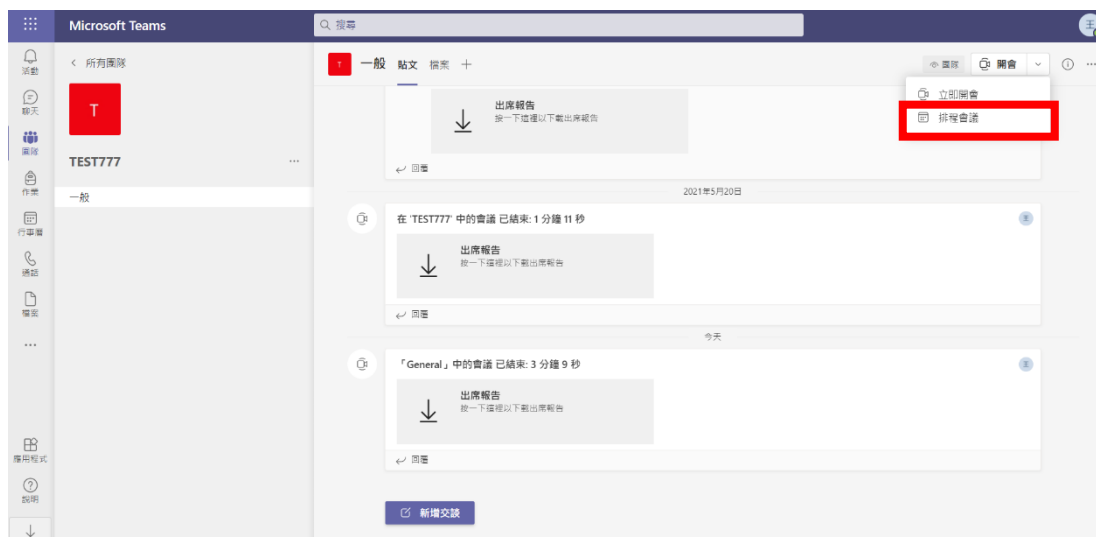 Microsoft Teams
搜尋
王
活動
聊天
團隊
作業
行事曆
通話
檔案
...
應用程式
說明
所有團隊
T
TEST777
...
一般
T
一般
貼文
檔案
團隊
開會
...
立即開會
排程會議
出席報告
按一下這裡以下載出席報告
回覆
2021年5月20日
在 'TEST777' 中的會議 已結束: 1 分鐘 11 秒
王
出席報告
按一下這裡以下載出席報告
回覆
今天
「General」中的會議 已結束: 3 分鐘 9 秒
王
出席報告
按一下這裡以下載出席報告
回覆
新增交談